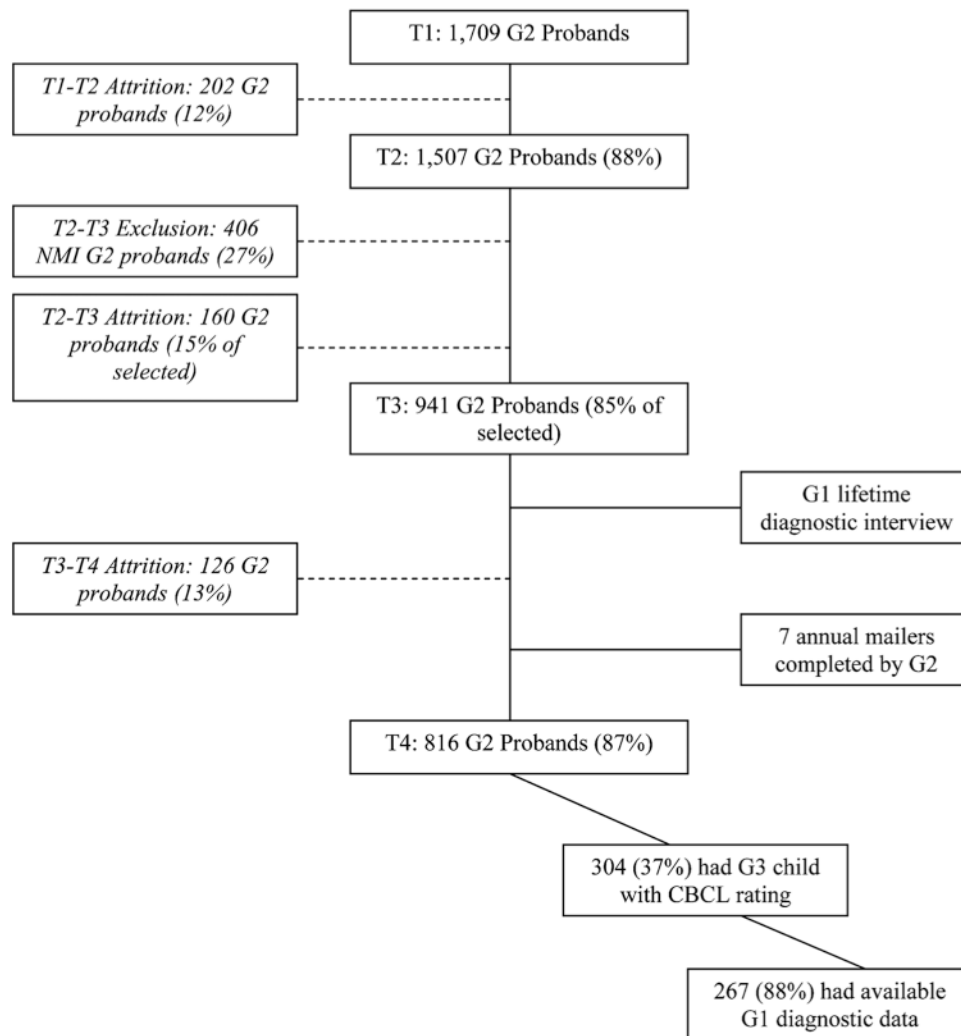 T1: 1,709 G2 Probands
T1-T2 Attrition: 202 G2
probands (12%)
T2: 1,507 G2 Probands (88%)
T2-T3 Exclusion: 406
NMI G2 probands (27%)
T2-T3 Attrition: 160 G2
probands (15% of
selected)
T3: 941 G2 Probands (85% of
selected)
G1 lifetime
diagnostic interview
T3-T4 Attrition: 126 G2
probands (13%)
7 annual mailers
completed by G2
T4: 816 G2 Probands (87%)
304 (37%) had G3 child
with CBCL rating
267 (88%) had available
G1 diagnostic data